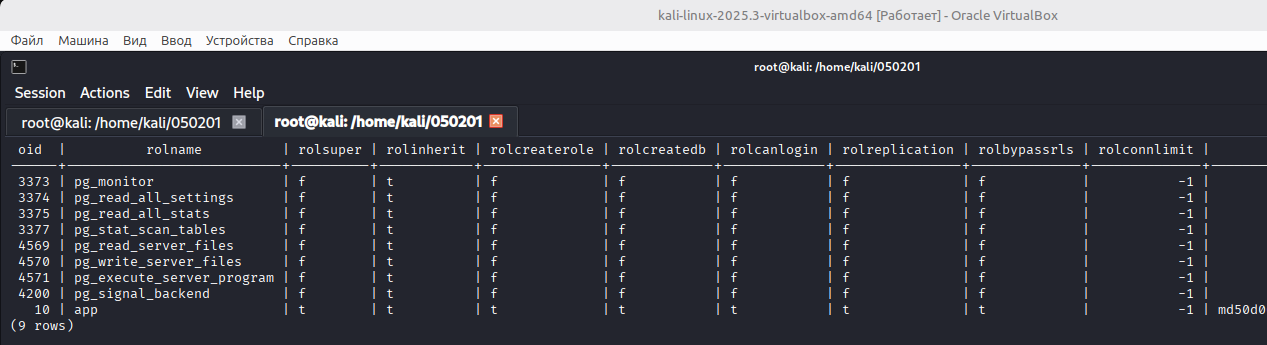 kali-linux-2025.3-virtualbox-amd64 [Работает] - Oracle VirtualBox
Файл Машина Вид Ввод Устройства Справка
root@kali: /home/kali/050201
Session Actions Edit View Help
root@kali: /home/kali/050201 root@kali: /home/kali/050201
oid | rolname | rolsuper | rolinherit | rolcreaterole | rolcreatedb | rolcanlogin | rolreplication | rolbypassrls | rolconnlimit |
3373 | pg_monitor | f | t | f | f | f | f | f | -1 |
3374 | pg_read_all_settings | f | t | f | f | f | f | f | -1 |
3375 | pg_read_all_stats | f | t | f | f | f | f | f | -1 |
3377 | pg_stat_scan_tables | f | t | f | f | f | f | f | -1 |
4569 | pg_read_server_files | f | t | f | f | f | f | f | -1 |
4570 | pg_write_server_files | f | t | f | f | f | f | f | -1 |
4571 | pg_execute_server_program | f | t | f | f | f | f | f | -1 |
4200 | pg_signal_backend | f | t | f | f | f | f | f | -1 |
10 | app | t | t | t | t | t | t | t | -1 | md50d0
(9 rows)